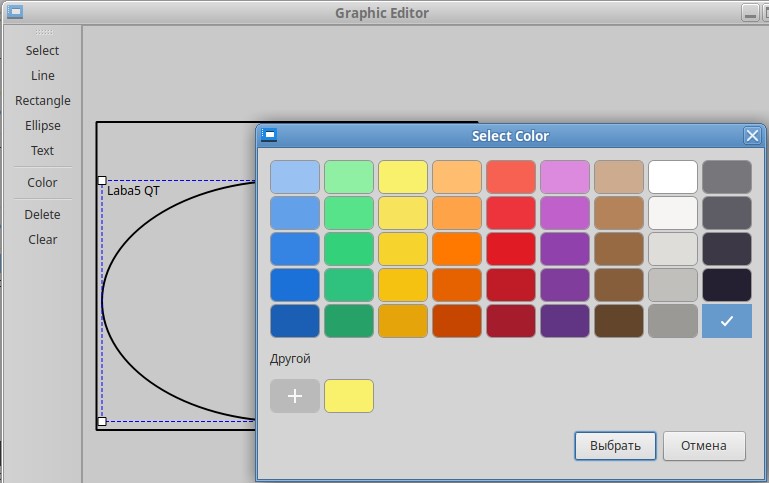 Graphic Editor
Select
Line
Rectangle
Ellipse
Text
Color
Delete
Clear
Laba5 QT
Select Color
Другой
Выбрать
Отмена